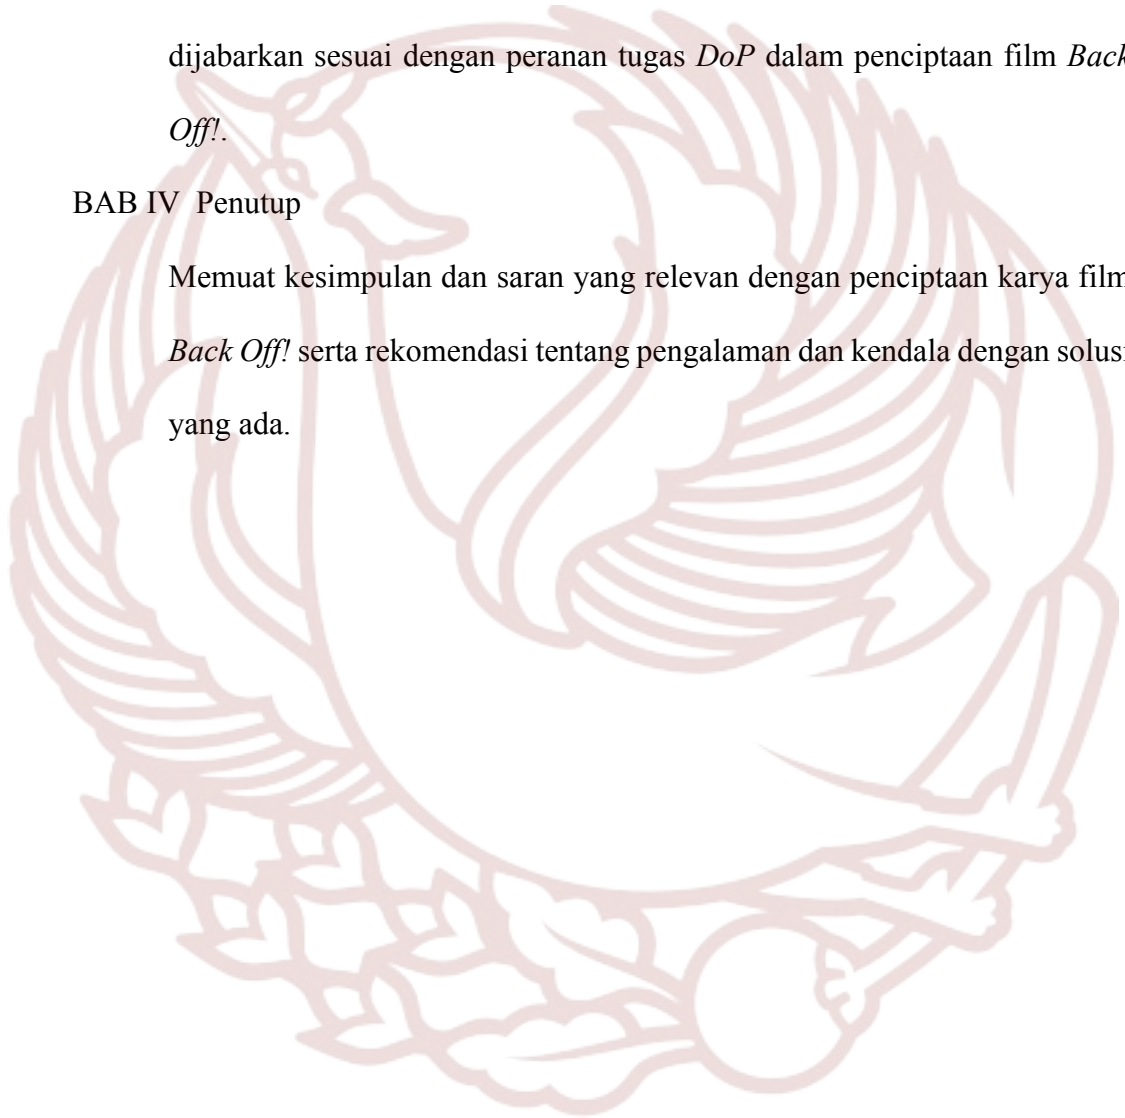 dijabarkan sesuai dengan peranan tugas DoP dalam penciptaan film Back
Off!.
BAB IV Penutup
Memuat kesimpulan dan saran yang relevan dengan penciptaan karya film
Back Off! serta rekomendasi tentang pengalaman dan kendala dengan solusi
yang ada.